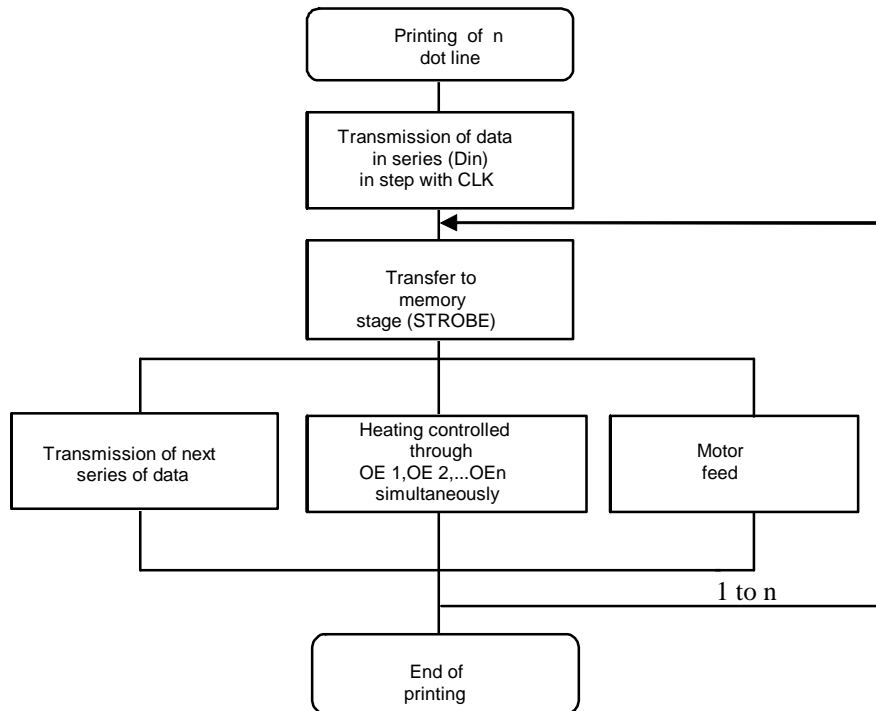 Printing of n
dot line
Transmission of data
in series (Din)
in step with CLK
Transfer to
memory
stage (STROBE)
Transmission of next
series of data
Heating controlled
through
OE 1,OE 2,...OEn
simultaneously
Motor
feed
1 to n
End of
printing